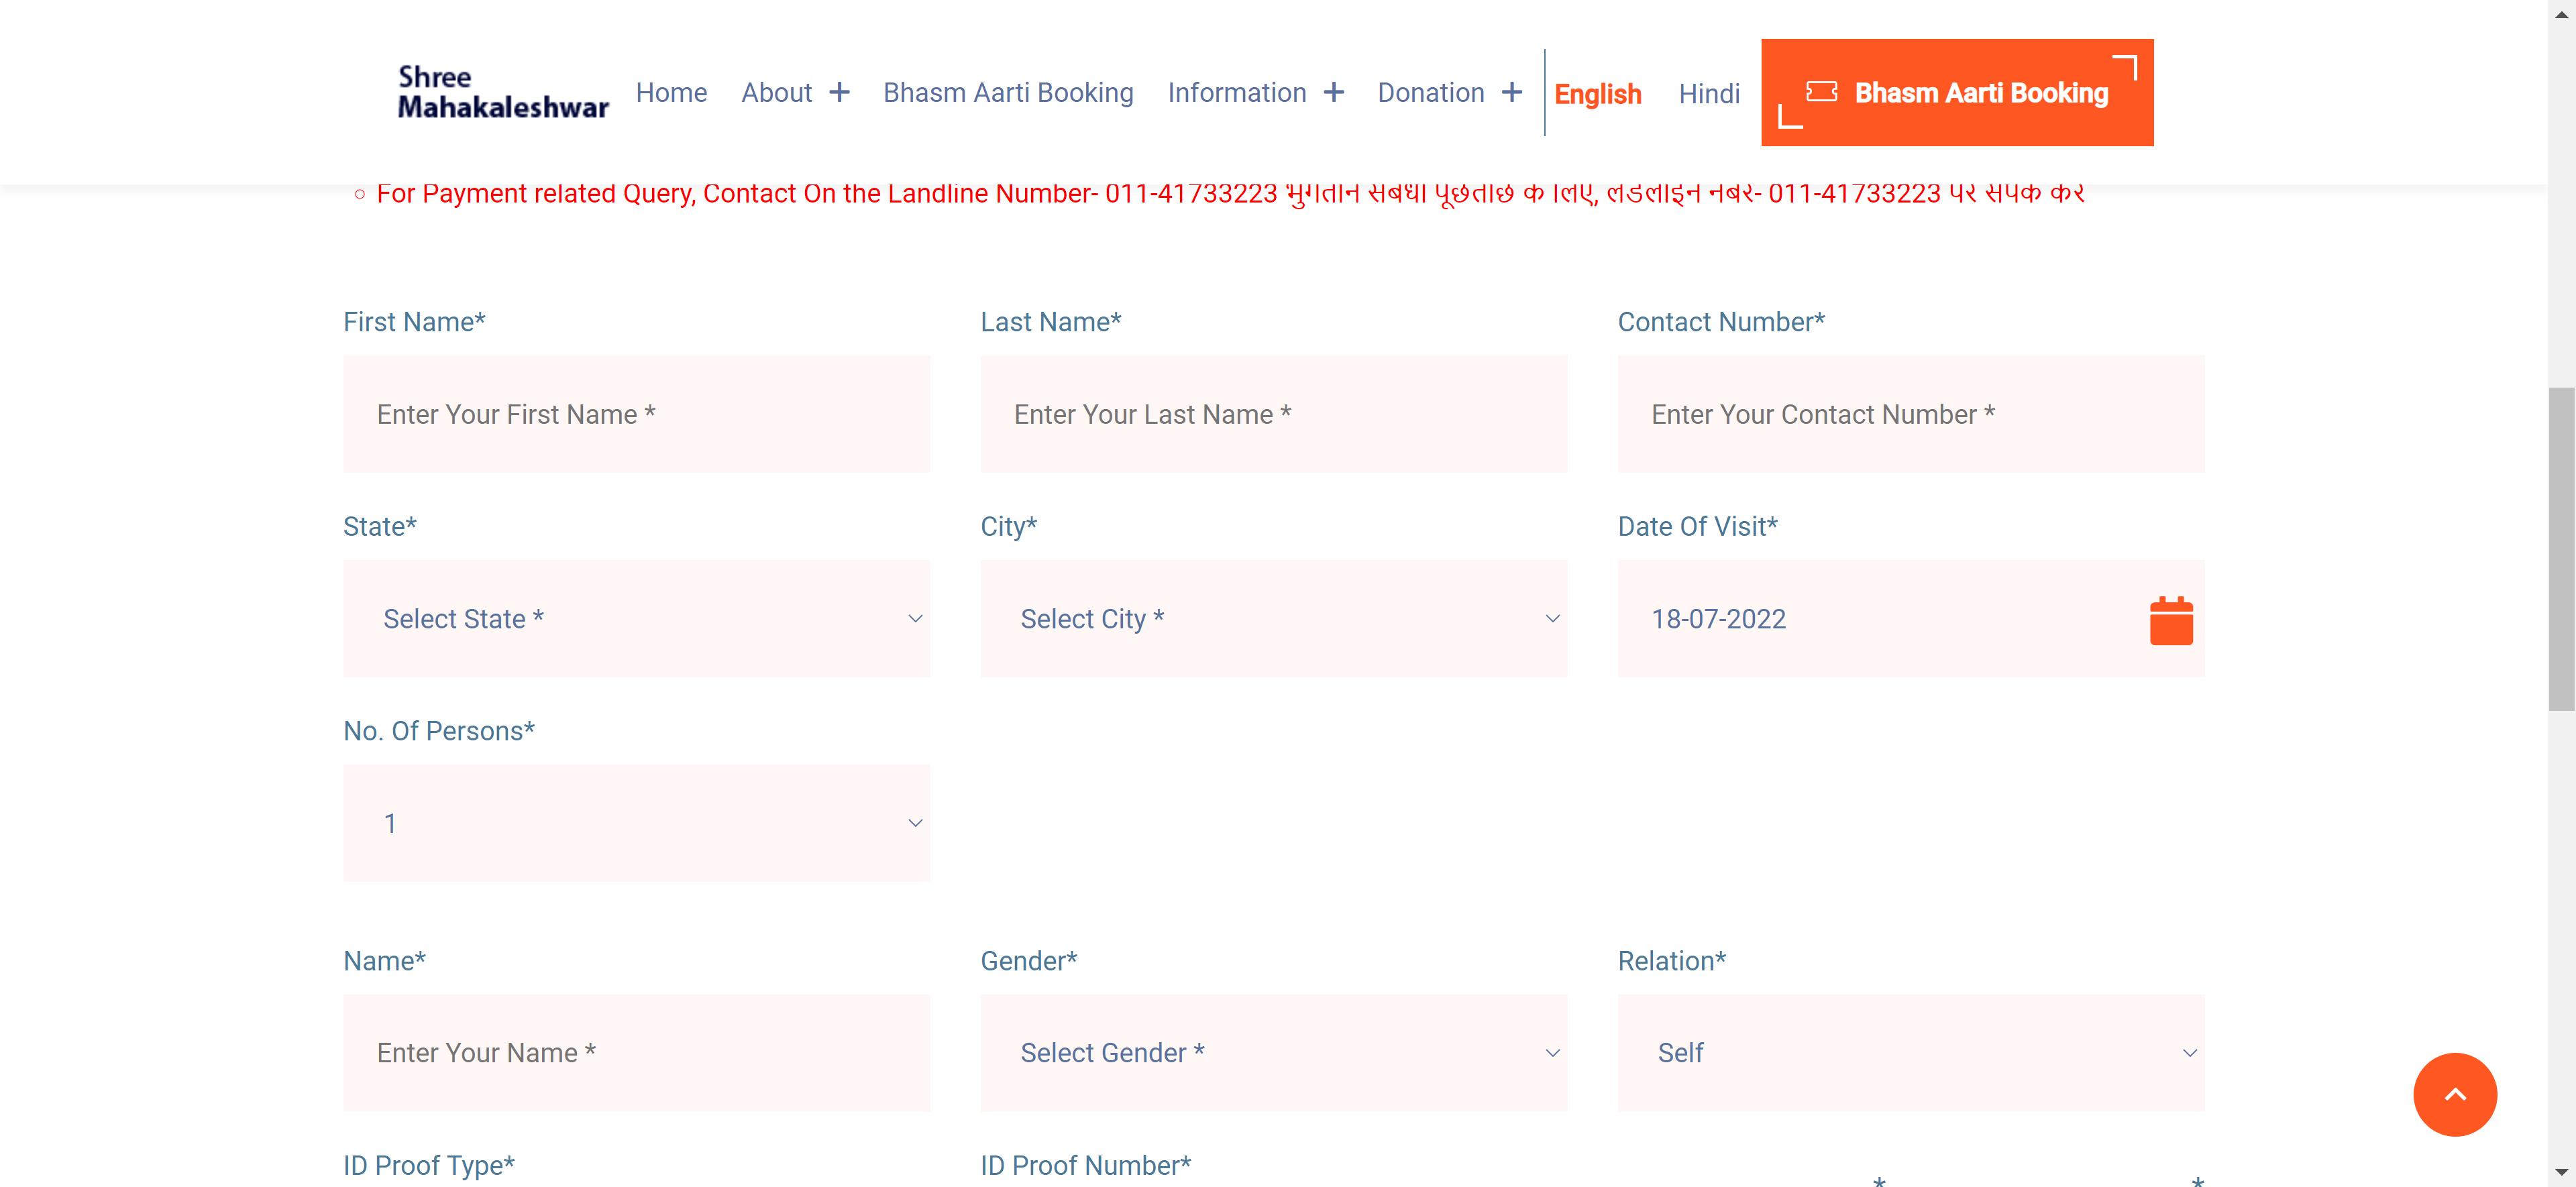 Shree
Mahakaleshwar
Home About + Bhasm Aarti Booking Information + Donation + English Hindi Bhasm Aarti Booking
For Payment related Query, Contact On the Landline Number- 011-41733223 भुगतान संबंधी पूछताछ के लिए, लैंडलाइन नंबर- 011-41733223 पर संपर्क करें
First Name* Last Name* Contact Number*
Enter Your First Name * Enter Your Last Name * Enter Your Contact Number *
State* City* Date Of Visit*
Select State * Select City * 18-07-2022
No. Of Persons*
1
Name* Gender* Relation*
Enter Your Name * Select Gender * Self
ID Proof Type* ID Proof Number*
* *